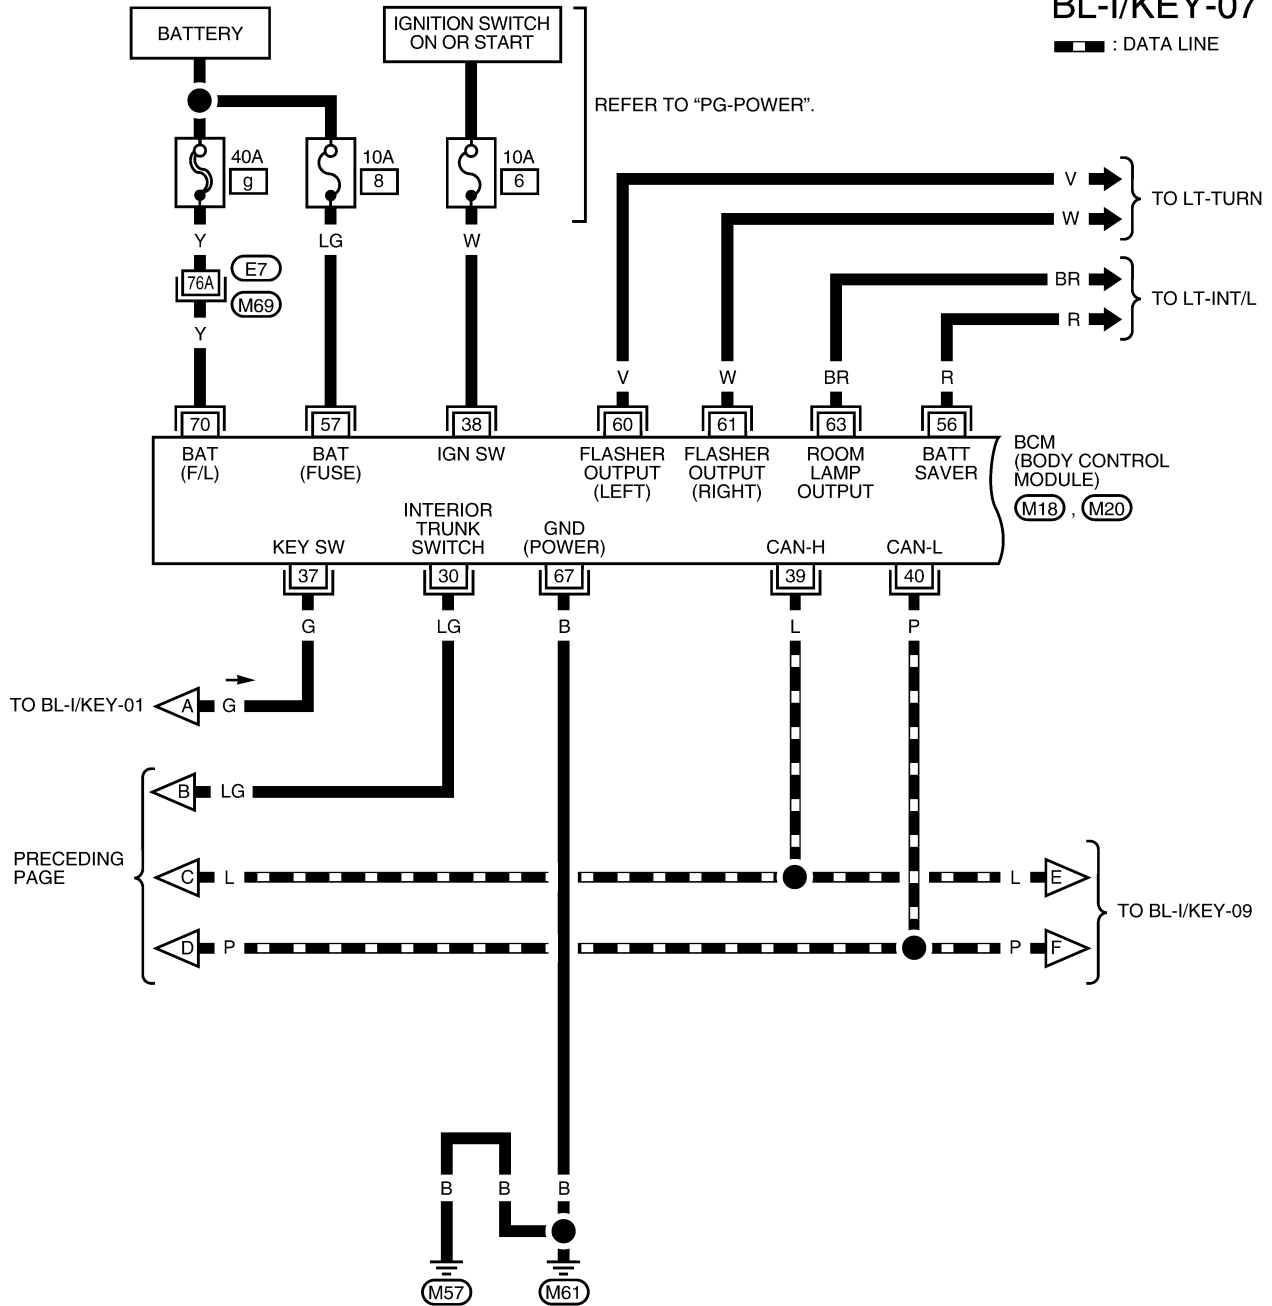 BL-I/KEY-07
: DATA LINE
BATTERY
IGNITION SWITCH
ON OR START
REFER TO “PG-POWER”.
40A
g
10A
8
10A
6
Y
LG
W
76A
E7
M69
Y
V
W
TO LT-TURN
BR
R
TO LT-INT/L
V
W
BR
R
70
57
38
60
61
63
56
BAT
(F/L)
BAT
(FUSE)
IGN SW
FLASHER
OUTPUT
(LEFT)
FLASHER
OUTPUT
(RIGHT)
ROOM
LAMP
OUTPUT
BATT
SAVER
BCM
(BODY CONTROL
MODULE)
M18 , M20
KEY SW
INTERIOR
TRUNK
SWITCH
GND
(POWER)
CAN-H
CAN-L
37
30
67
39
40
G
LG
B
L
P
TO BL-I/KEY-01
A
G
PRECEDING
PAGE
B
LG
C
L
L
E
D
P
P
F
TO BL-I/KEY-09
B
B
B
M57
M61